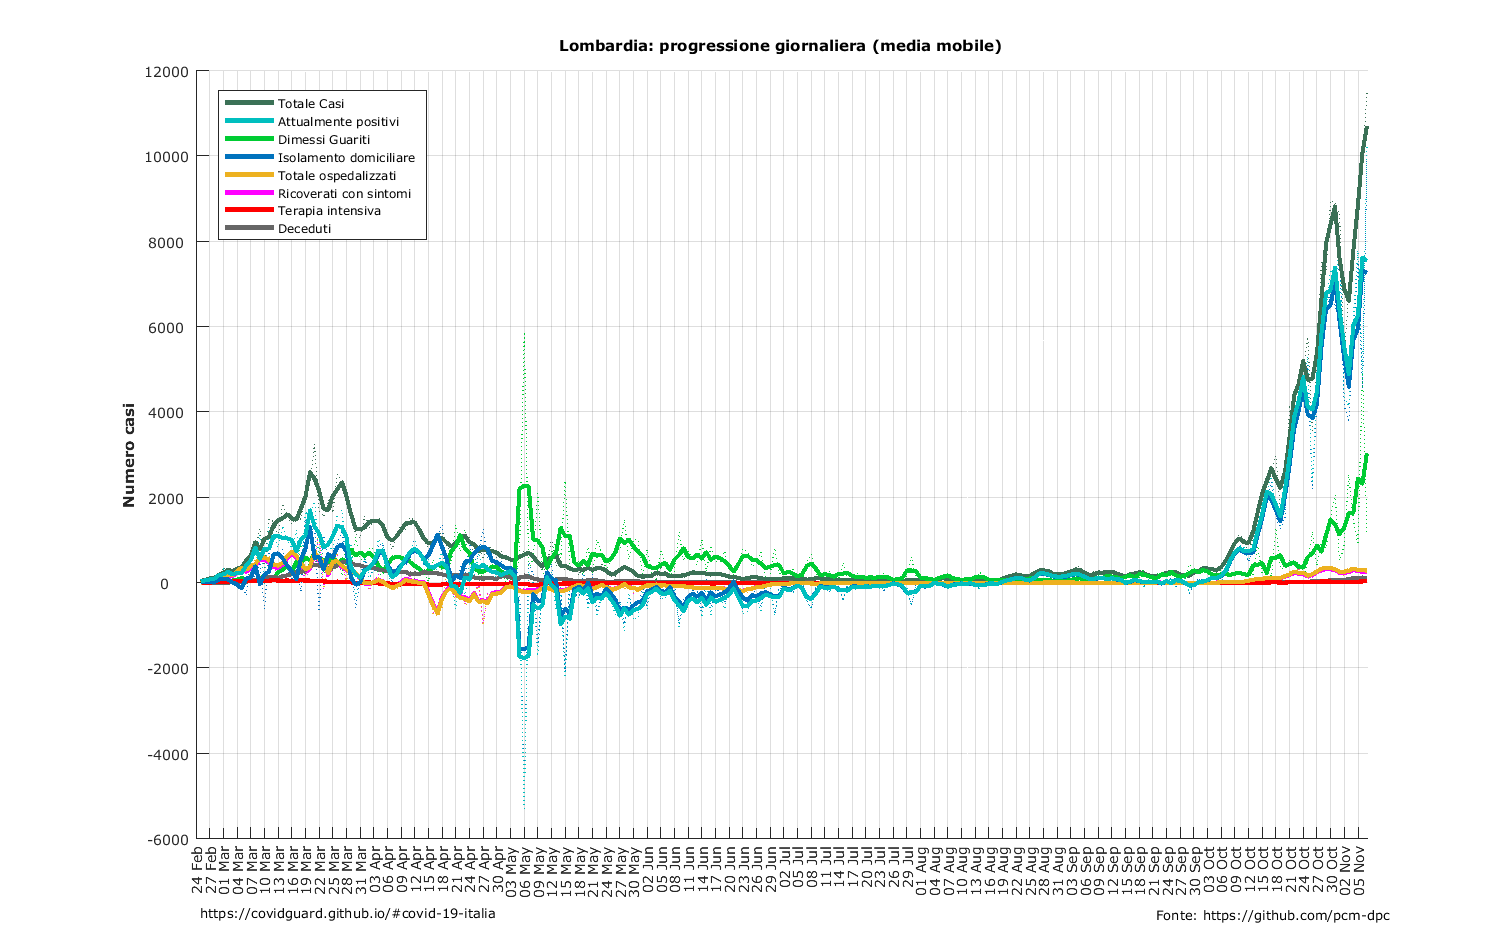 Lombardia: progressione giornaliera (media mobile)
12000
10000
8000
6000
4000
2000
0
-2000
-4000
-6000
Numero casi
Totale Casi
Attualmente positivi
Dimessi Guariti
Isolamento domiciliare
Totale ospedalizzati
Ricoverati con sintomi
Terapia intensiva
Deceduti
24 Feb
27 Feb
01 Mar
04 Mar
07 Mar
10 Mar
13 Mar
16 Mar
19 Mar
22 Mar
25 Mar
28 Mar
31 Mar
03 Apr
06 Apr
09 Apr
12 Apr
15 Apr
18 Apr
21 Apr
24 Apr
27 Apr
30 Apr
03 May
06 May
09 May
12 May
15 May
18 May
21 May
24 May
27 May
30 May
02 Jun
05 Jun
08 Jun
11 Jun
14 Jun
17 Jun
20 Jun
23 Jun
26 Jun
29 Jun
02 Jul
05 Jul
08 Jul
11 Jul
14 Jul
17 Jul
20 Jul
23 Jul
26 Jul
29 Jul
01 Aug
04 Aug
07 Aug
10 Aug
13 Aug
16 Aug
19 Aug
22 Aug
25 Aug
28 Aug
31 Aug
03 Sep
06 Sep
09 Sep
12 Sep
15 Sep
18 Sep
21 Sep
24 Sep
27 Sep
30 Sep
03 Oct
06 Oct
09 Oct
12 Oct
15 Oct
18 Oct
21 Oct
24 Oct
27 Oct
30 Oct
02 Nov
05 Nov
https://covidguard.github.io/#covid-19-italia
Fonte: https://github.com/pcm-dpc